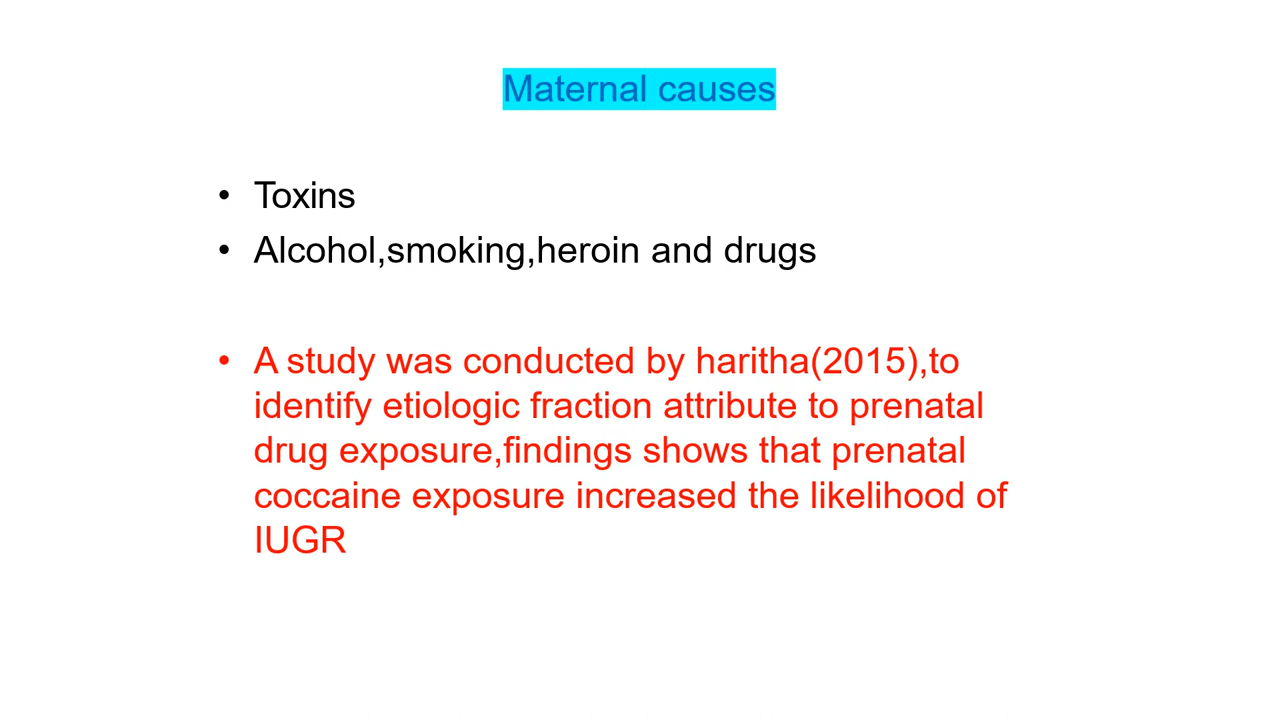 Maternal causes
• Toxins
• Alcohol,smoking,heroin and drugs
• A study was conducted by haritha(2015),to
identify etiologic fraction attribute to prenatal
drug exposure,findings shows that prenatal
coccaine exposure increased the likelihood of
IUGR